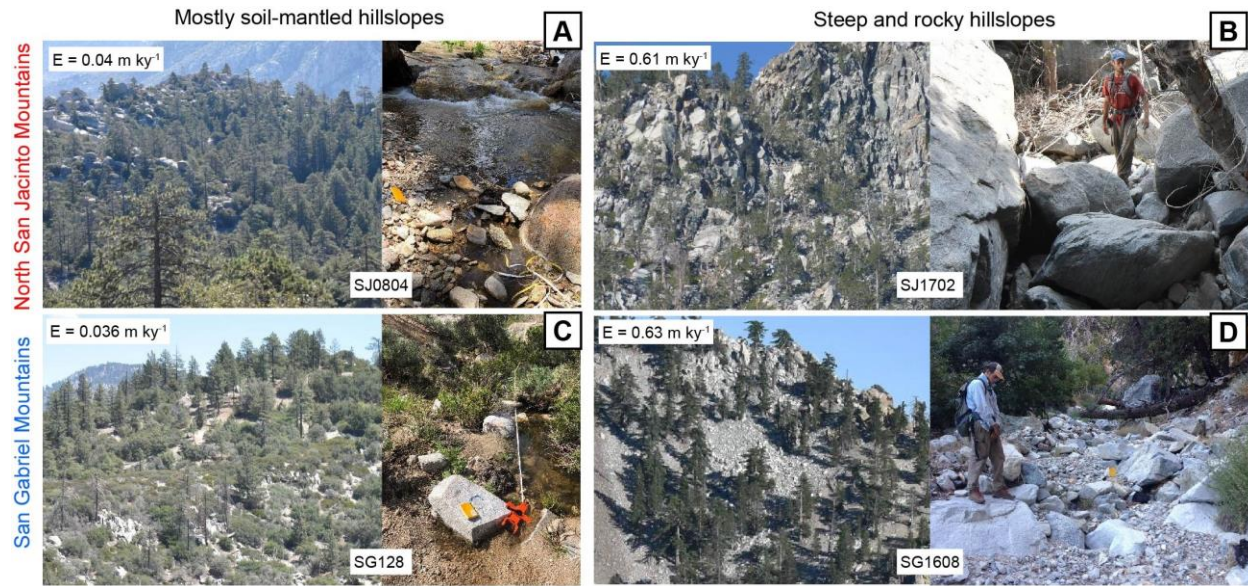 Mostly soil-mantled hillslopes
Steep and rocky hillslopes
North San Jacinto Mountains
E = 0.04 m ky⁻¹
A
SJ0804
E = 0.61 m ky⁻¹
B
SJ1702
San Gabriel Mountains
E = 0.036 m ky⁻¹
C
SG128
E = 0.63 m ky⁻¹
D
SG1608